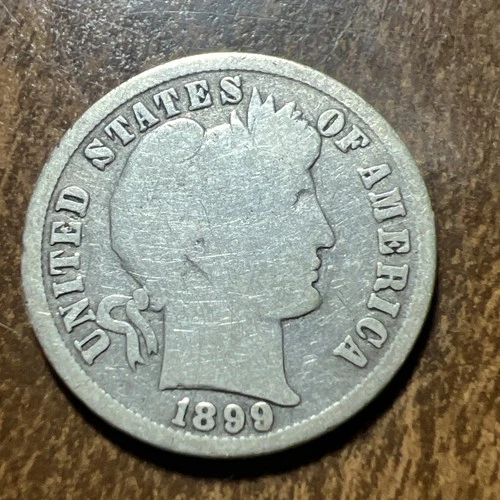 UNITED STATES OF AMERICA
1899